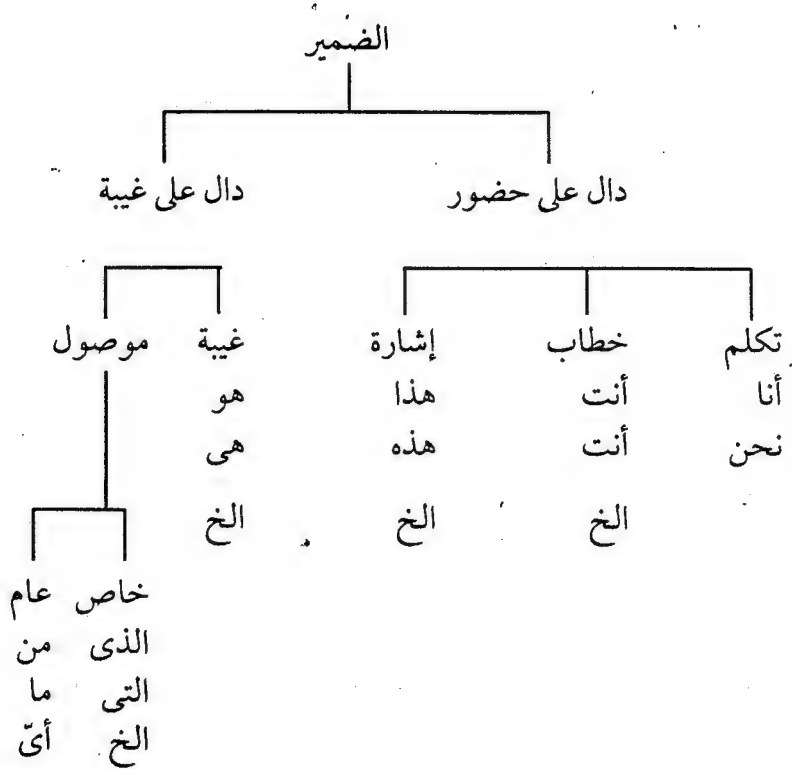 الضمير
دال على حضور دال على غيبة
تكلم خطاب إشارة غيبة موصول
أنا أنت هذا هو
نحن أنت هذه هى
الخ الخ الخ
خاص عام
الذى من
التى ما
الخ أىّ